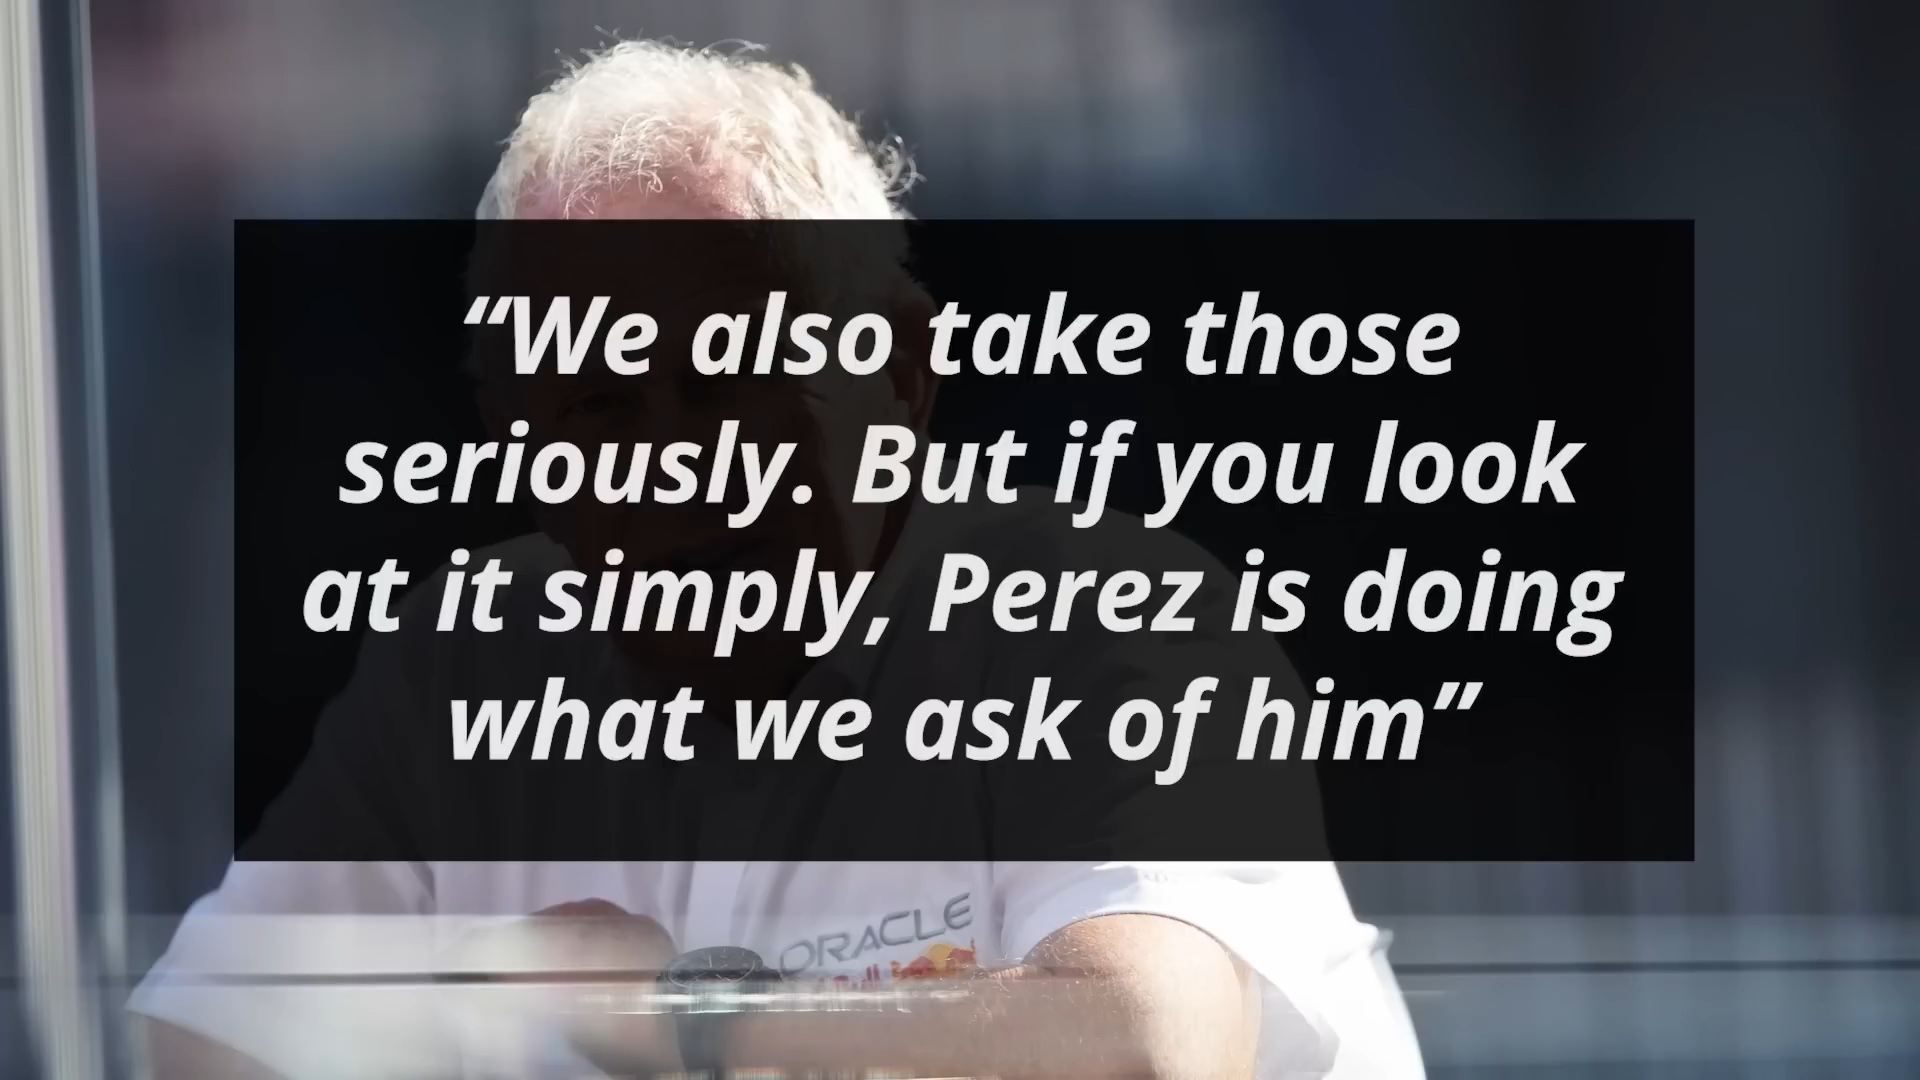 “We also take those
seriously. But if you look
at it simply, Perez is doing
what we ask of him”
ORACLE